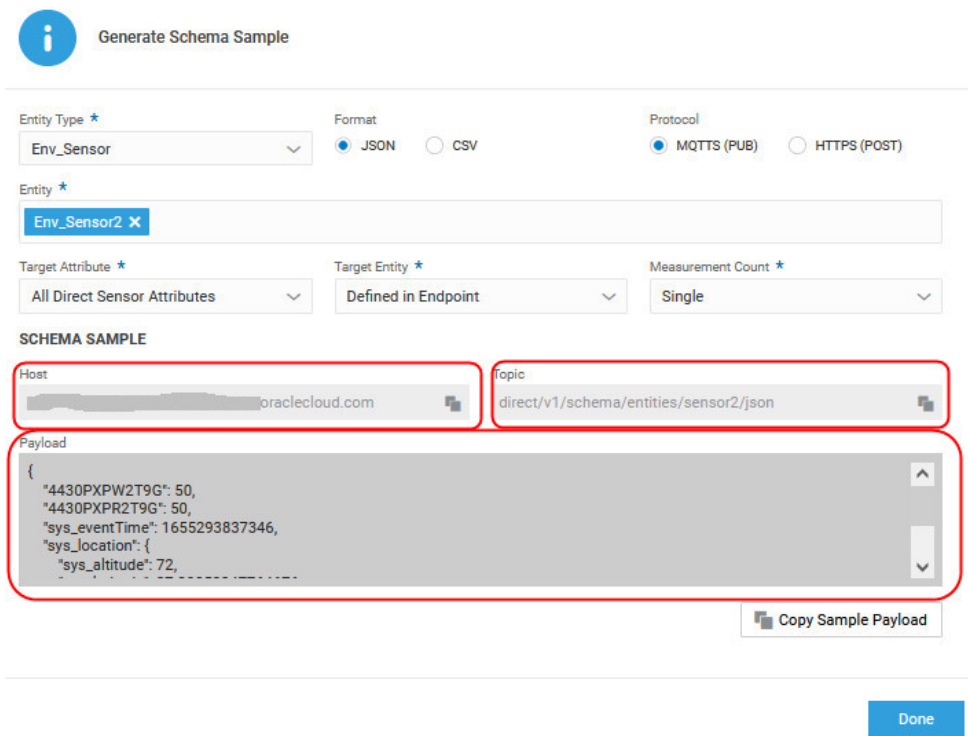 Generate Schema Sample
Entity Type * Format Protocol
Env_Sensor JSON CSV MQTTS (PUB) HTTPS (POST)
Entity *
Env_Sensor2
Target Attribute * Target Entity * Measurement Count *
All Direct Sensor Attributes Defined in Endpoint Single
SCHEMA SAMPLE
Host Topic
oraclecloud.com direct/v1/schema/entities/sensor2/json
Payload
{
"4430PXPW2T9G": 50,
"4430PXPR2T9G": 50,
"sys_eventTime": 1655293837346,
"sys_location": {
"sys_altitude": 72,
Copy Sample Payload
Done